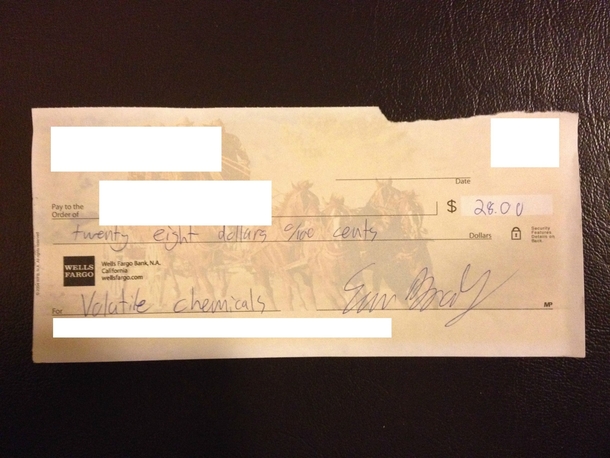 Date
Pay to the
Order of
$ 28.00
twenty eight dollars 0/100 cents
Dollars
Security
Features
Details on
Back
WELLS
FARGO
Wells Fargo Bank, N.A.
California
wellsfargo.com
For Volatile chemicals
MP